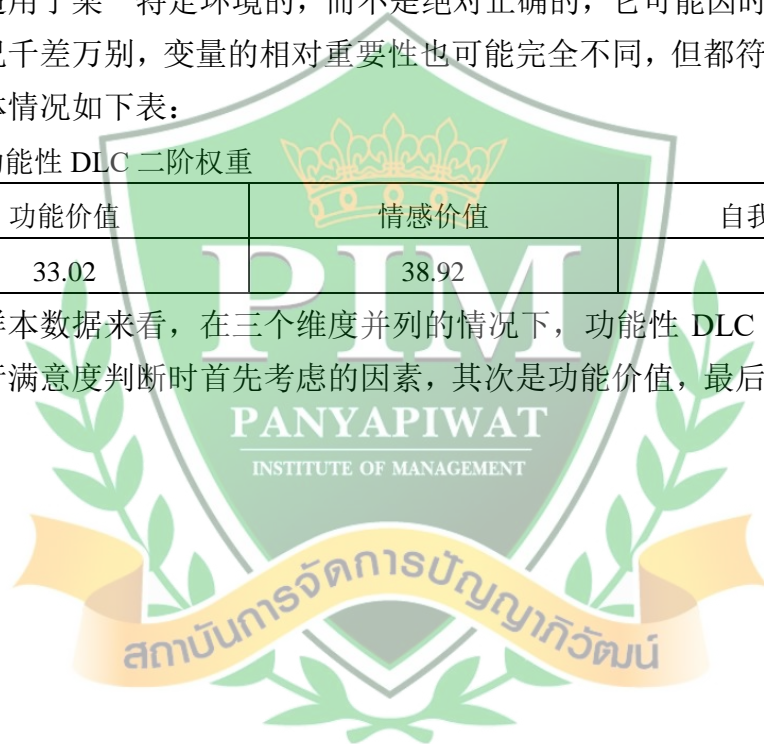 适用于某一特定环境的，而不是绝对正确的，它可能因时
况千差万别，变量的相对重要性也可能完全不同，但都符
本情况如下表：
功能性 DLC 二阶权重
功能价值 情感价值 自我
33.02 38.92
样本数据来看，在三个维度并列的情况下，功能性 DLC
行满意度判断时首先考虑的因素，其次是功能价值，最后
PIM
PANYAPIWAT
INSTITUTE OF MANAGEMENT
สถาบันการจัดการปัญญาภิวัฒน์